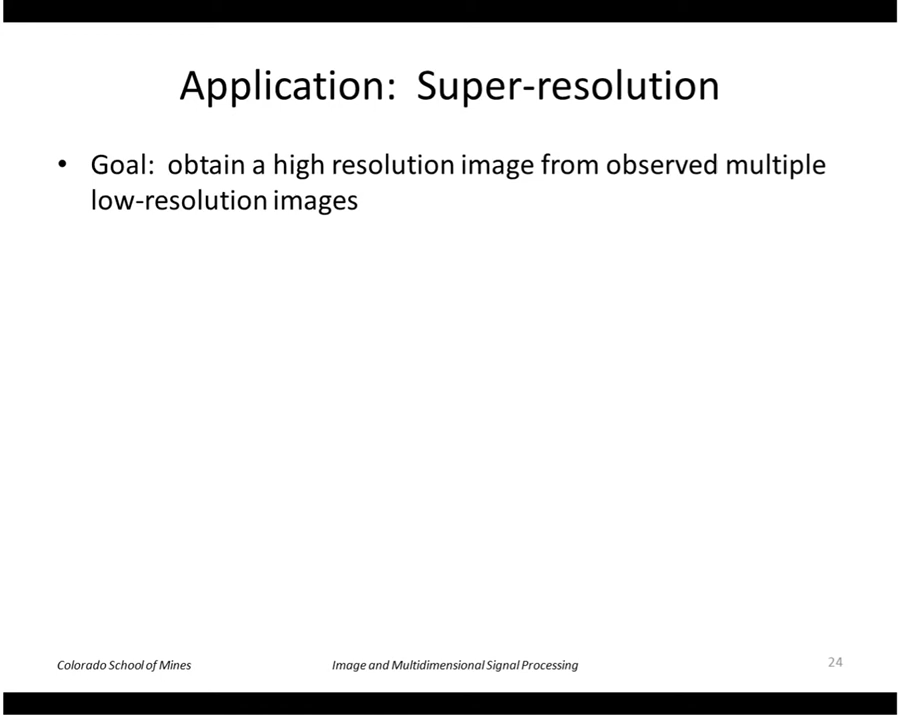 Application: Super-resolution
• Goal: obtain a high resolution image from observed multiple
low-resolution images
Colorado School of Mines
Image and Multidimensional Signal Processing
24